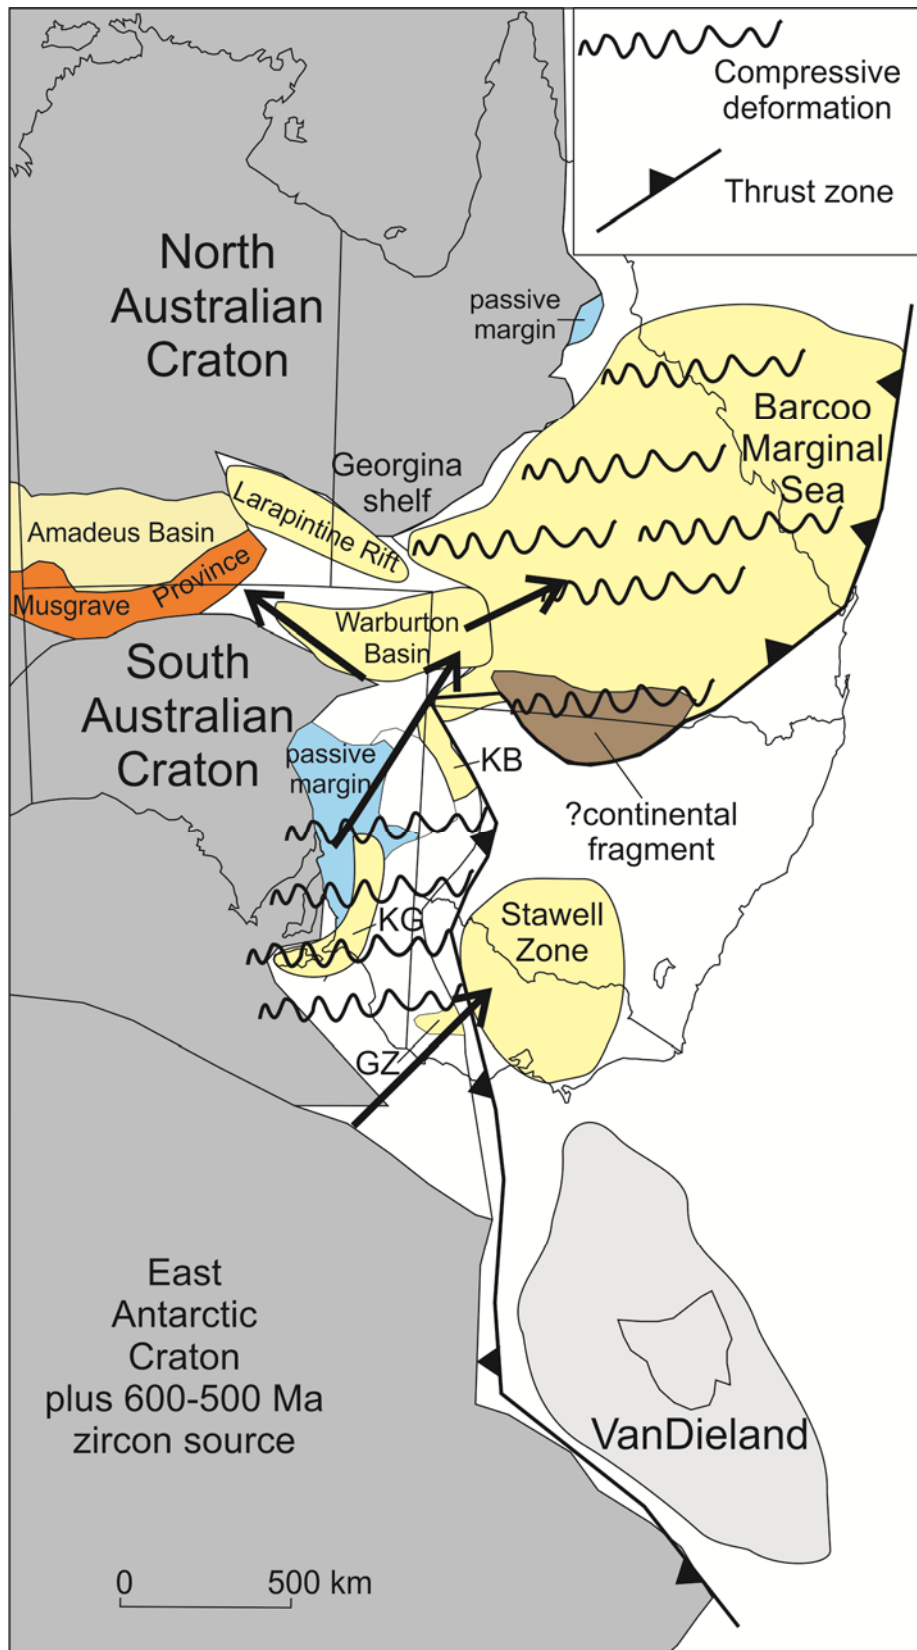 Compressive
deformation
Thrust zone
North
Australian
Craton
passive
margin
Barcoo
Marginal
Sea
Georgina
shelf
Larapintine Rift
Amadeus Basin
Musgrave Province
Warburton
Basin
South
Australian
Craton
passive
margin
KB
?continental
fragment
KG
Stawell
Zone
GZ
East
Antarctic
Craton
plus 600-500 Ma
zircon source
VanDieland
0 500 km